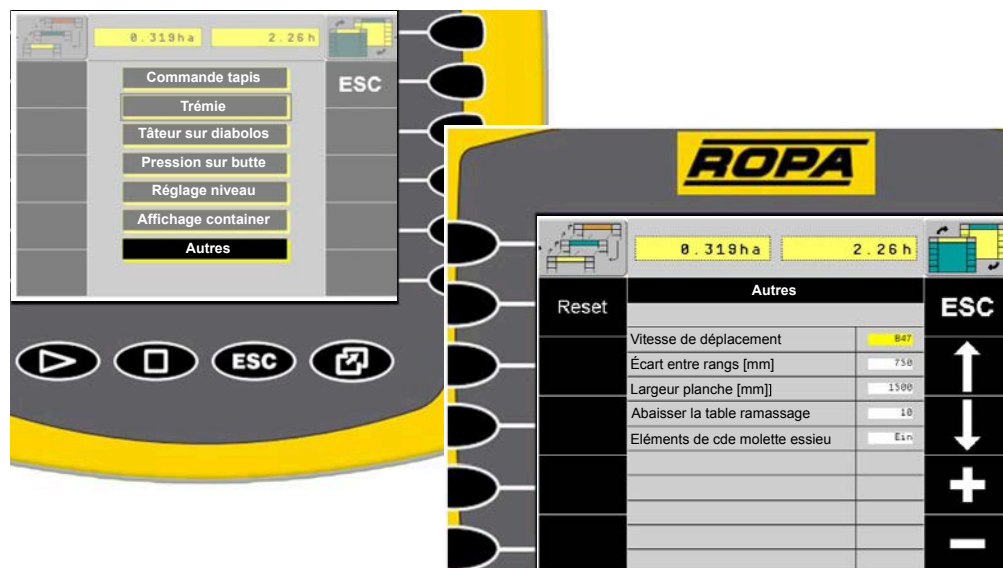 0.319ha 2.26h
Commande tapis
ESC
Trémie
Tâteur sur diabolos
Pression sur butte
Réglage niveau
Affichage container
Autres
ESC
ROPA
0.319ha 2.26h
Autres
Reset
ESC
Vitesse de déplacement B47
Écart entre rangs [mm] 750
Largeur planche [mm]] 1500
Abaisser la table ramassage 10
Eléments de cde molette essieu Ein